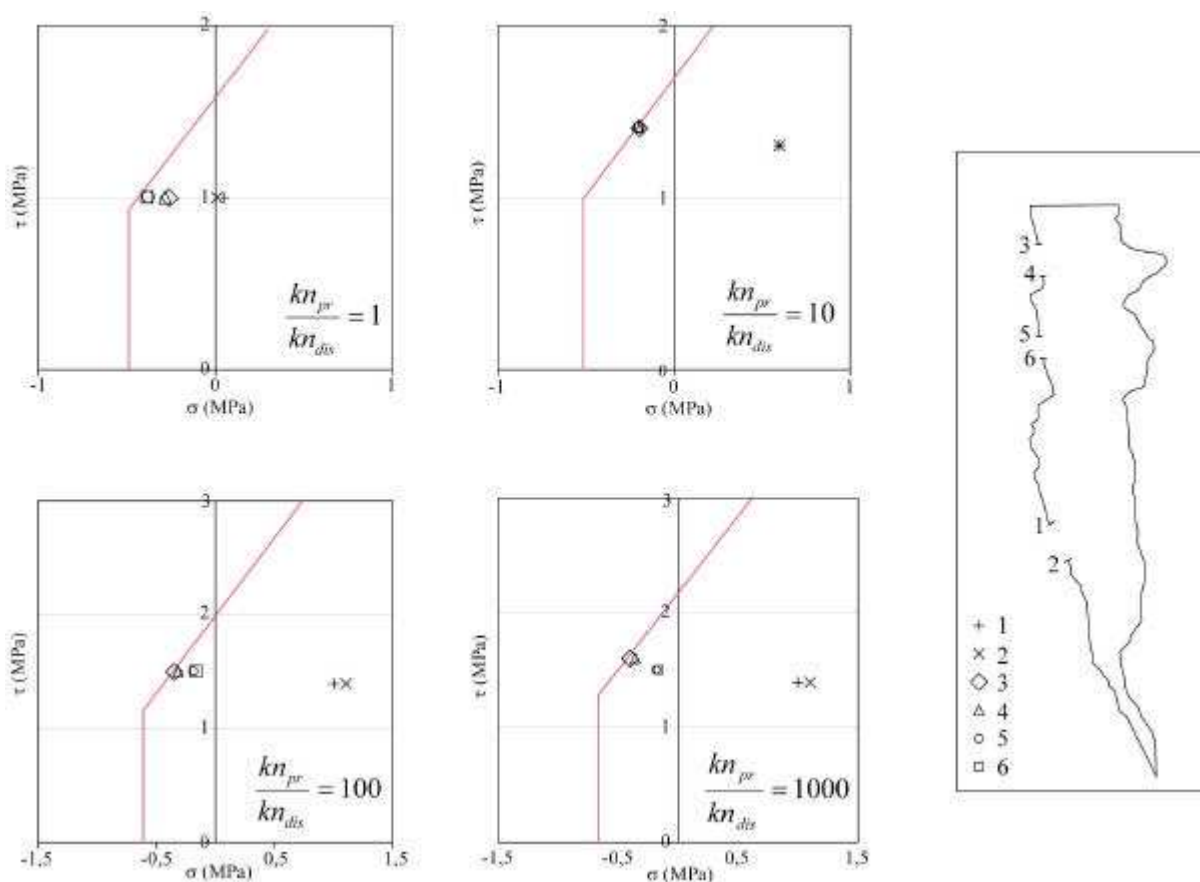 2
τ (MPa)
1
kn_pr / kn_dis = 1
0
-1 0 1
σ (MPa)
2
τ (MPa)
1
kn_pr / kn_dis = 10
0
-1 0 1
σ (MPa)
3
2
τ (MPa)
1
kn_pr / kn_dis = 100
0
-1,5 -0,5 0,5 1,5
σ (MPa)
3
2
τ (MPa)
1
kn_pr / kn_dis = 1000
0
-1,5 -0,5 0,5 1,5
σ (MPa)
3
4
5
6
1
2
+ 1
× 2
◇ 3
△ 4
○ 5
□ 6